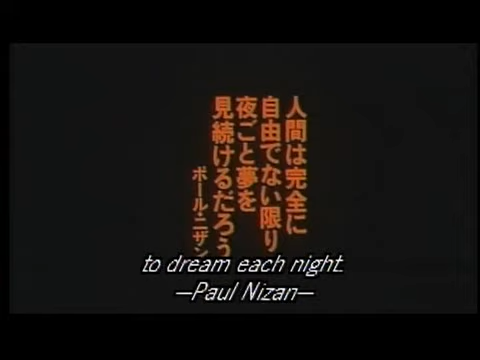 人間は完全に
自由でない限り
夜ごと夢を
見続けるだろう
ポール・ニザン
to dream each night.
—Paul Nizan—